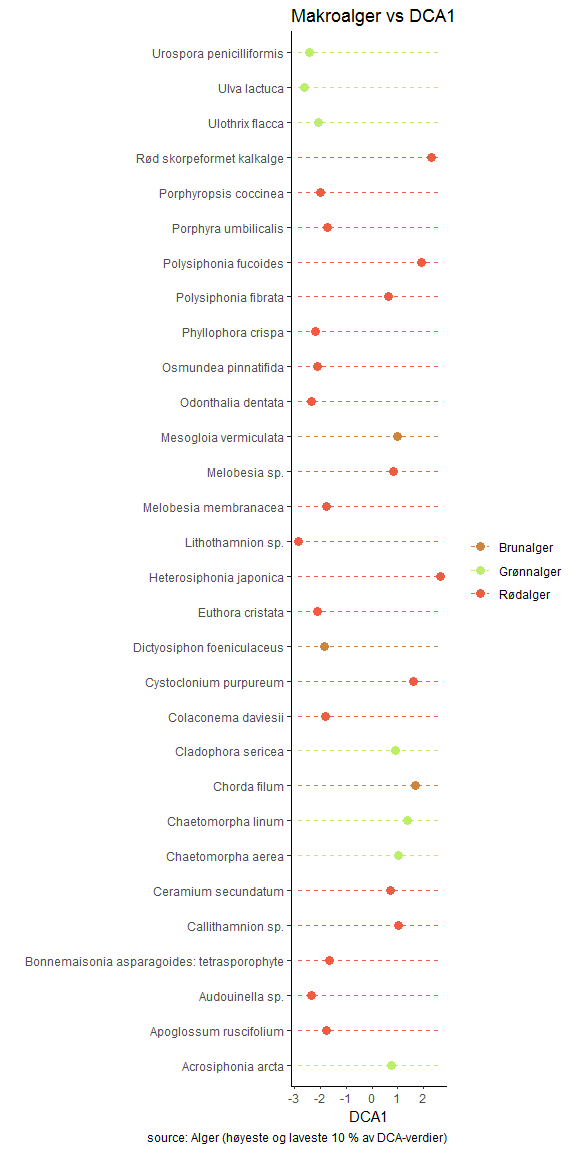 Makroalger vs DCA1
Urospora penicilliformis
Ulva lactuca
Ulothrix flacca
Rød skorpeformet kalkalge
Porphyropsis coccinea
Porphyra umbilicalis
Polysiphonia fucoides
Polysiphonia fibrata
Phyllophora crispa
Osmundea pinnatifida
Odonthalia dentata
Mesogloia vermiculata
Melobesia sp.
Melobesia membranacea
Lithothamnion sp.
Heterosiphonia japonica
Euthora cristata
Dictyosiphon foeniculaceus
Cystoclonium purpureum
Colaconema daviesii
Cladophora sericea
Chorda filum
Chaetomorpha linum
Chaetomorpha aerea
Ceramium secundatum
Callithamnion sp.
Bonnemaisonia asparagoides: tetrasporophyte
Audouinella sp.
Apoglossum ruscifolium
Acrosiphonia arcta
-3 -2 -1 0 1 2
DCA1
source: Alger (høyeste og laveste 10 % av DCA-verdier)
Brunalger
Grønnalger
Rødalger